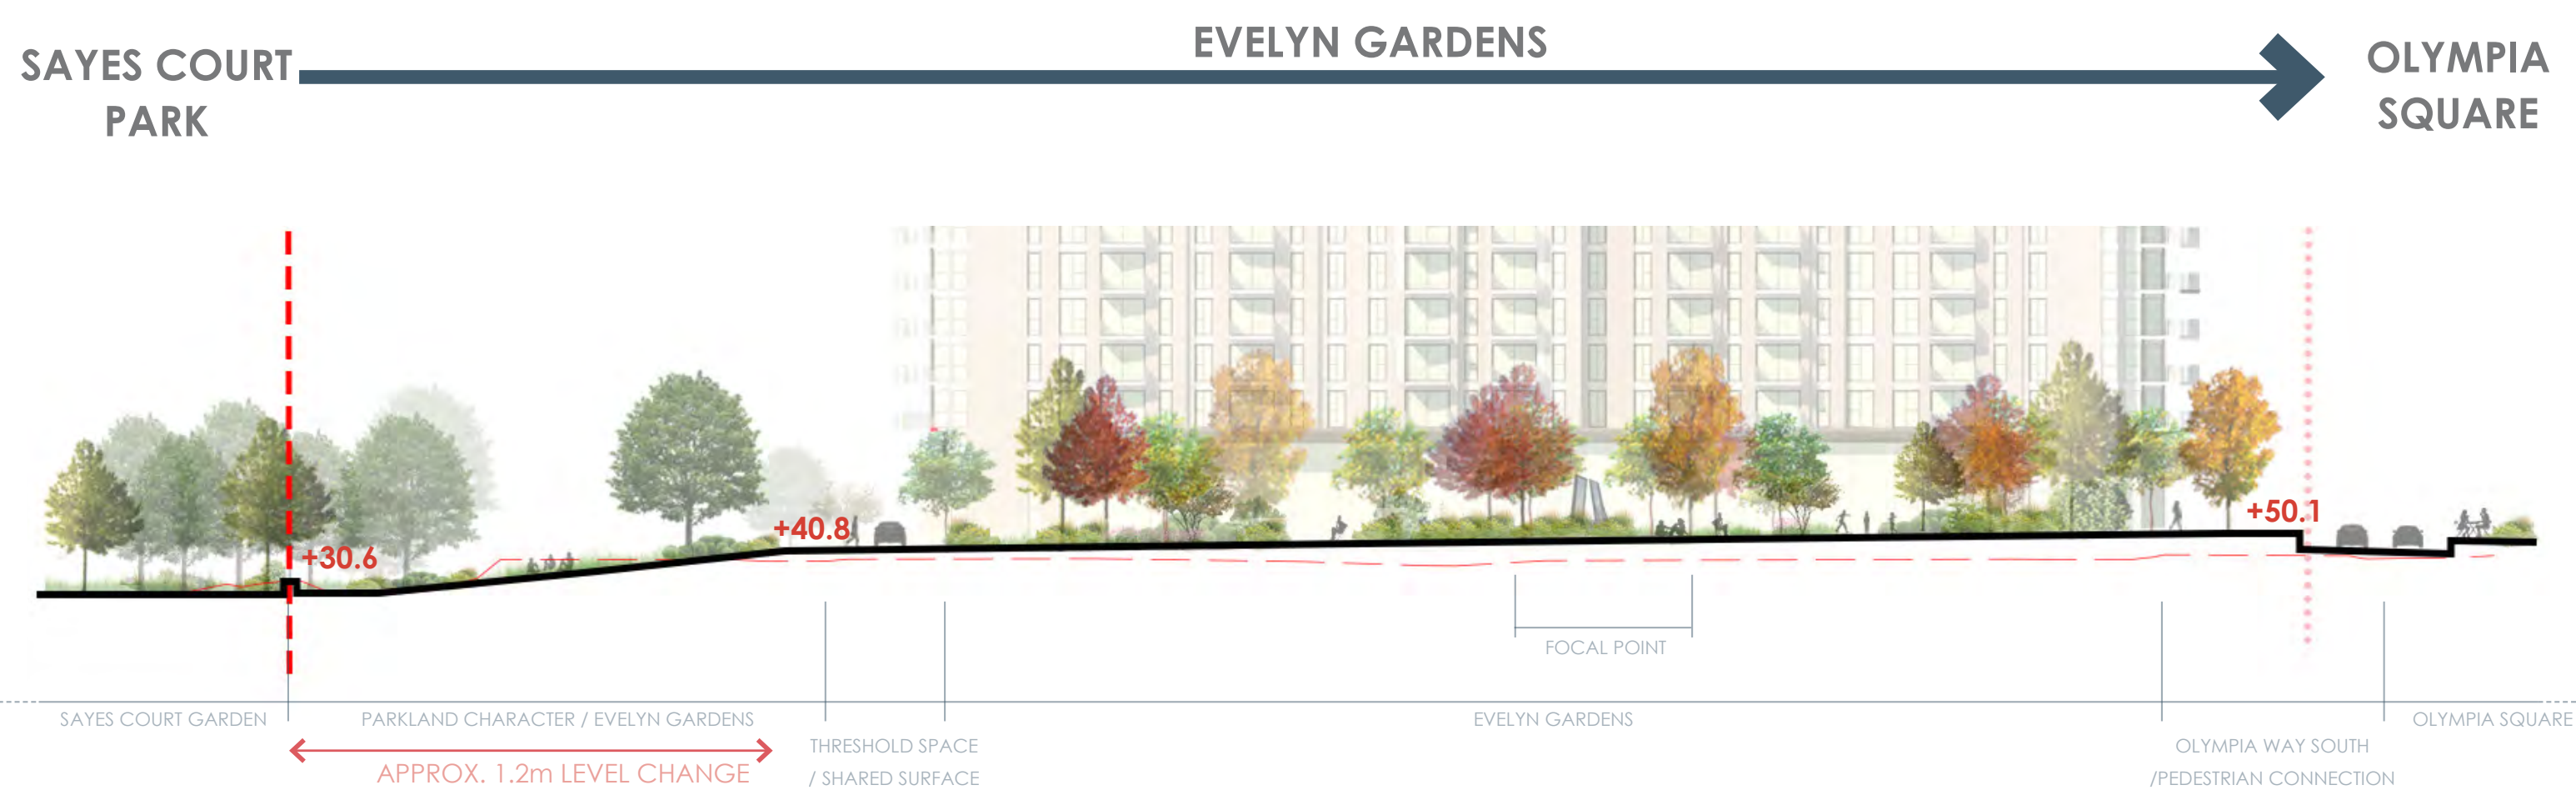 SAYES COURT
PARK
EVELYN GARDENS
OLYMPIA
SQUARE
+30.6
+40.8
+50.1
FOCAL POINT
SAYES COURT GARDEN
PARKLAND CHARACTER / EVELYN GARDENS
EVELYN GARDENS
OLYMPIA SQUARE
APPROX. 1.2m LEVEL CHANGE
THRESHOLD SPACE
/ SHARED SURFACE
OLYMPIA WAY SOUTH
/PEDESTRIAN CONNECTION